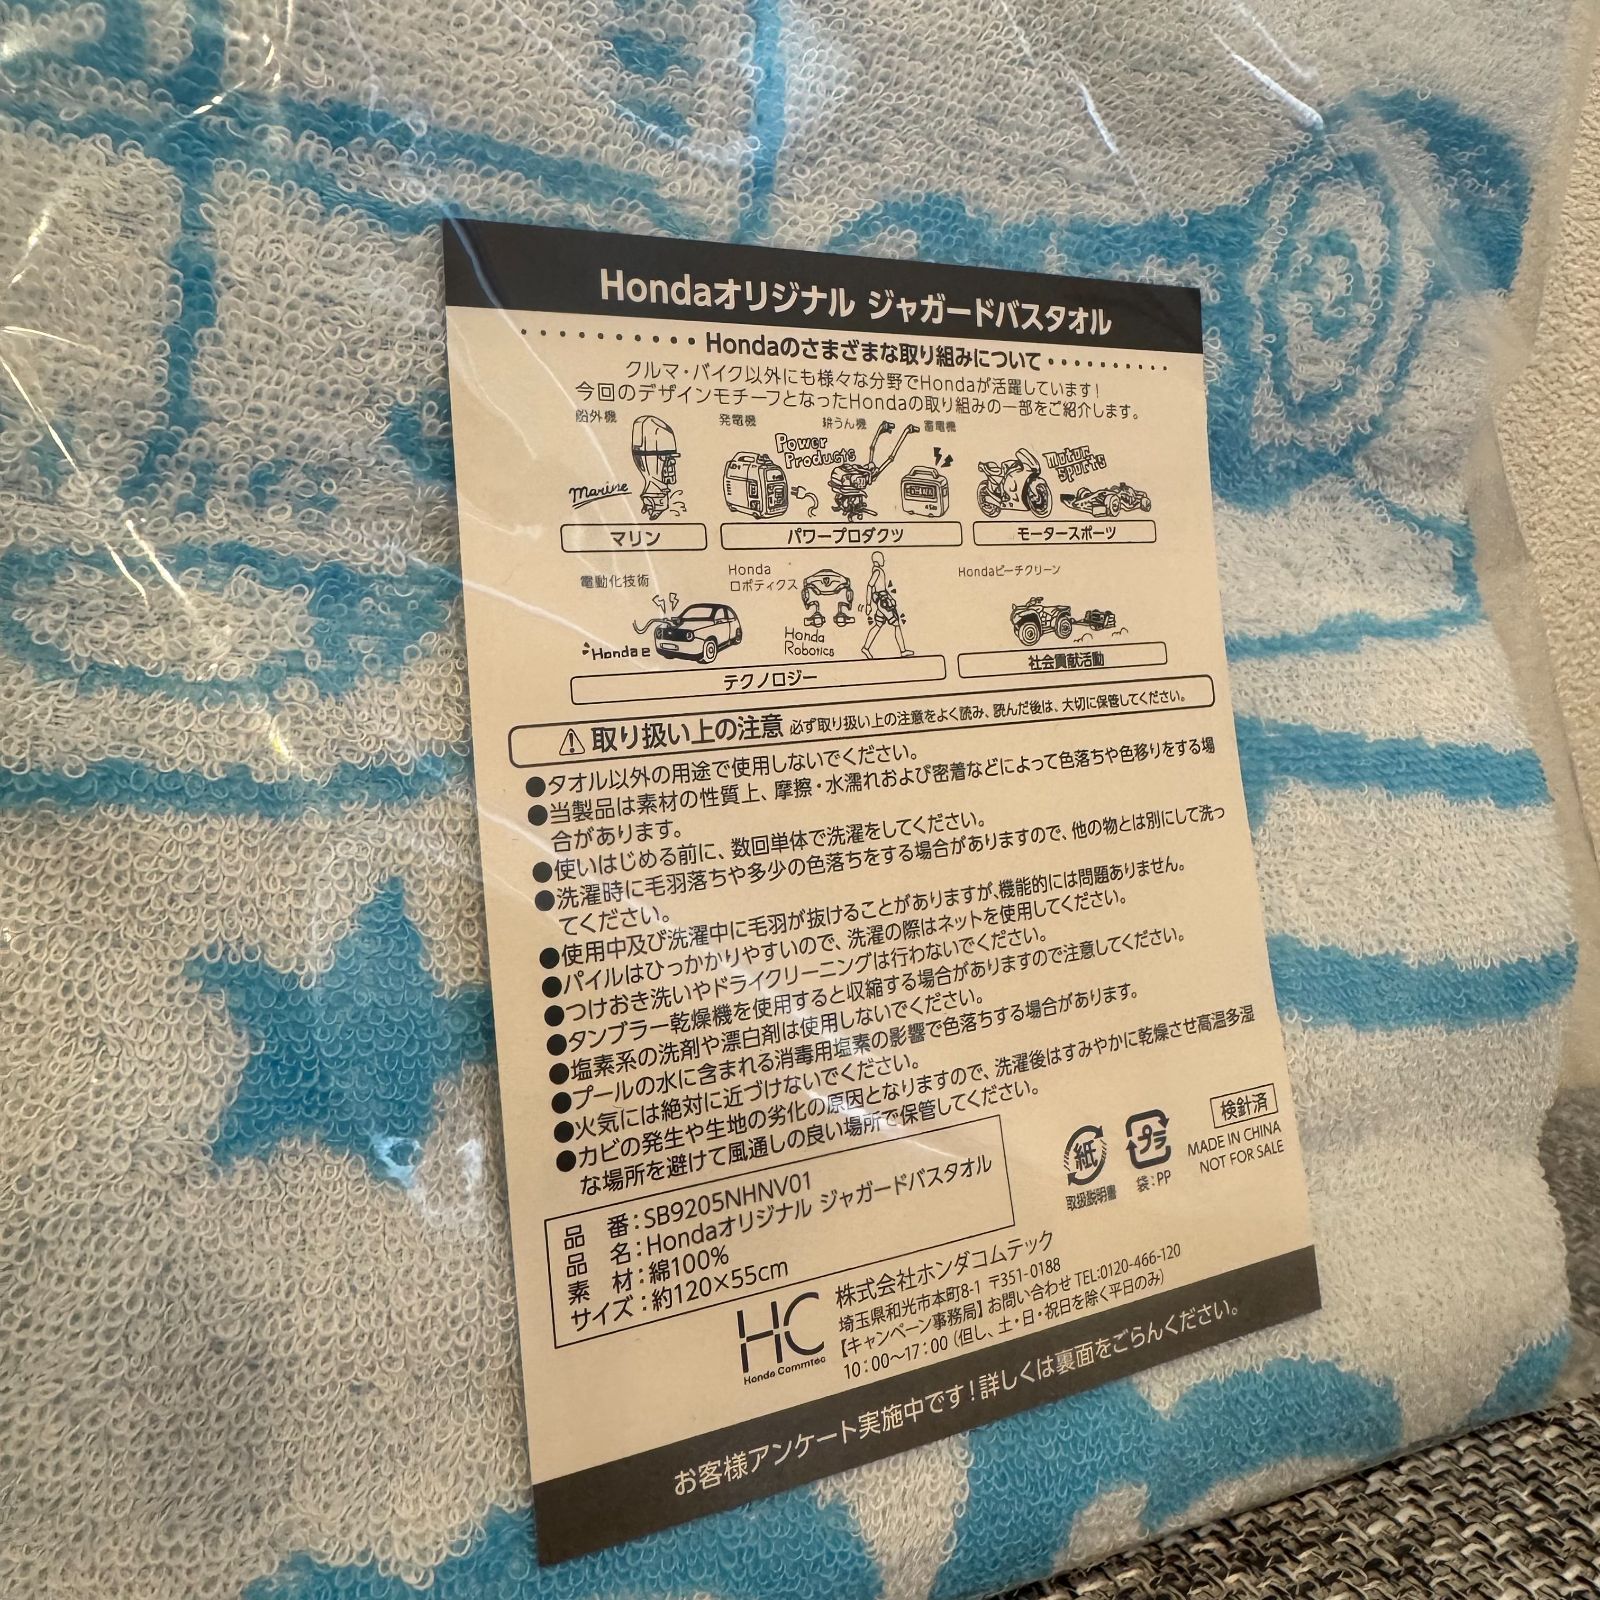 Hondaオリジナル ジャガードバスタオル
Hondaのさまざまな取り組みについて
クルマ・バイク以外にも様々な分野でHondaが活躍しています!
今回のデザインモチーフとなったHondaの取り組みの一部をご紹介します。
船外機
発電機
耕うん機
蓄電機
Marine
Power Products
Motor Sports
マリン
パワープロダクツ
モータースポーツ
電動化技術
Honda
ロボティクス
Hondaビーチクリーン
Honda e
Honda
Robotics
テクノロジー
社会貢献活動
取り扱い上の注意 必ず取り扱い上の注意をよく読み、読んだ後は、大切に保管してください。
●タオル以外の用途で使用しないでください。
●当製品は素材の性質上、摩擦・水濡れおよび密着などによって色落ちや色移りをする場
合があります。
●使いはじめる前に、数回単体で洗濯をしてください。
●洗濯時に毛羽落ちや多少の色落ちをする場合がありますので、他の物とは別にして洗っ
てください。
●使用中及び洗濯中に毛羽が抜けることがありますが、機能的には問題ありません。
●パイルはひっかかりやすいので、洗濯の際はネットを使用してください。
●つけおき洗いやドライクリーニングは行わないでください。
●タンブラー乾燥機を使用すると収縮する場合がありますので注意してください。
●塩素系の洗剤や漂白剤は使用しないでください。
●プールの水に含まれる消毒用塩素の影響で色落ちする場合があります。
●火気には絶対に近づけないでください。
●カビの発生や生地の劣化の原因となりますので、洗濯後はすみやかに乾燥させ高温多湿
な場所を避けて風通しの良い場所で保管してください。
品 番:SB9205NHNV01
品 名:Hondaオリジナル ジャガードバスタオル
素 材:綿100%
サイズ:約120×55cm
紙
取扱説明書
プラ
袋:PP
検針済
MADE IN CHINA
NOT FOR SALE
HC
Honda Commtec
株式会社ホンダコムテック
埼玉県和光市本町8-1 〒351-0188
【キャンペーン事務局】お問い合わせ TEL:0120-466-120
10:00〜17:00(但し、土・日・祝日を除く平日のみ)
お客様アンケート実施中です!詳しくは裏面をごらんください。